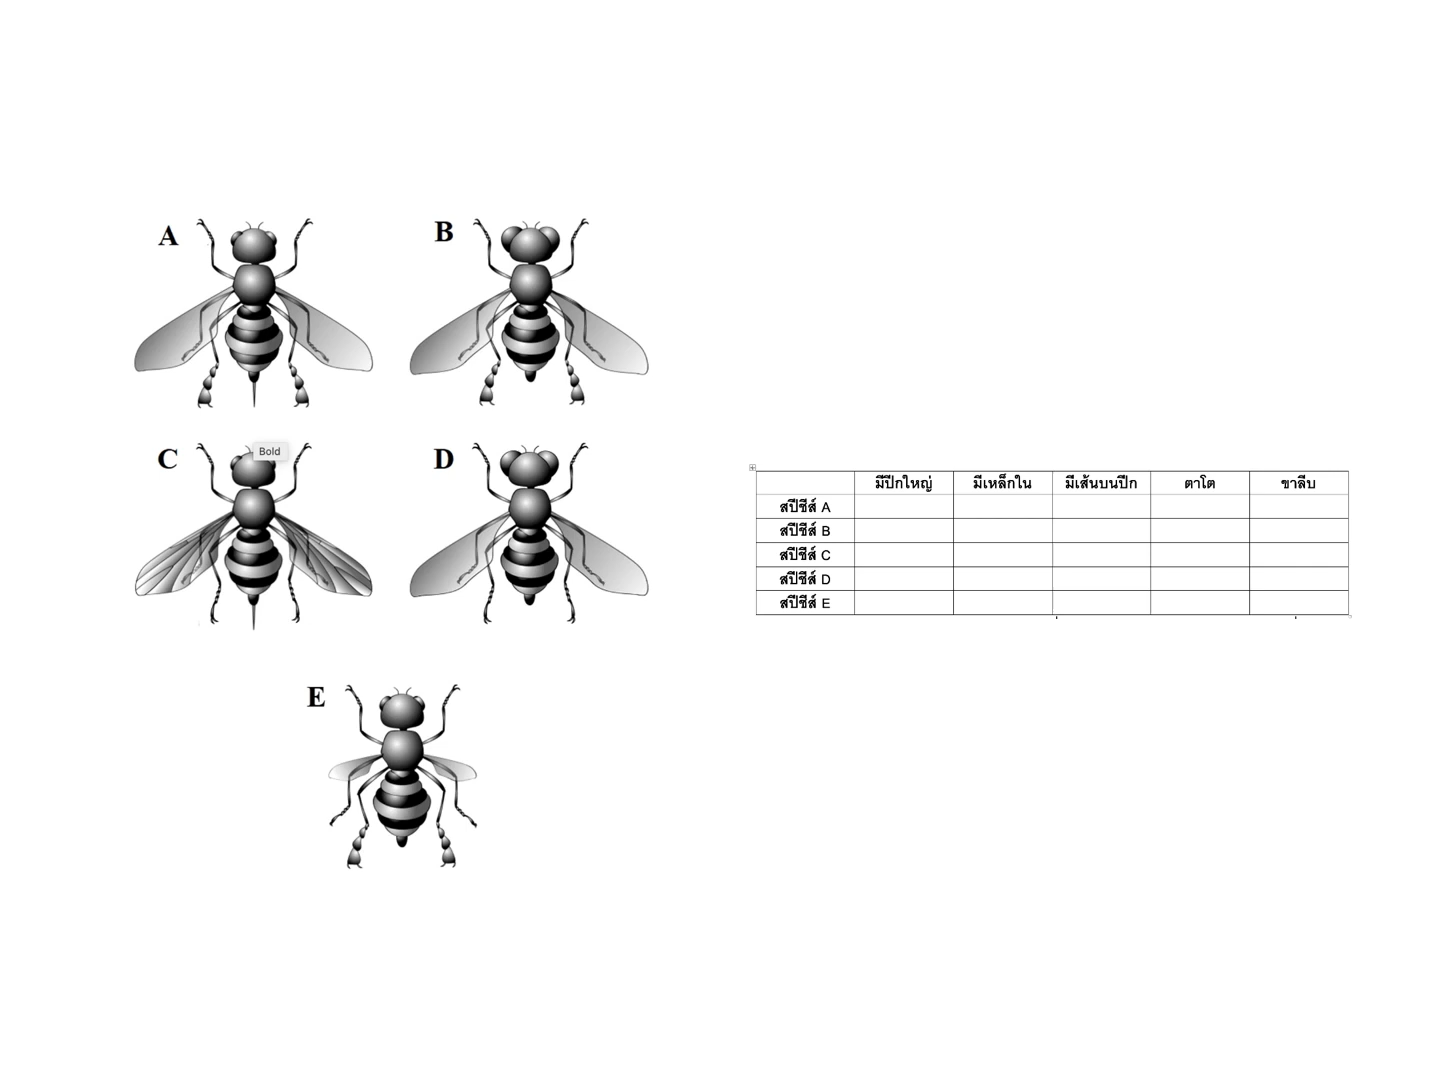 A
B
C
Bold
D
E
มีปีกใหญ่ มีเหล็กใน มีเส้นบนปีก ตาโต ขาลีบ
สปีชีส์ A
สปีชีส์ B
สปีชีส์ C
สปีชีส์ D
สปีชีส์ E